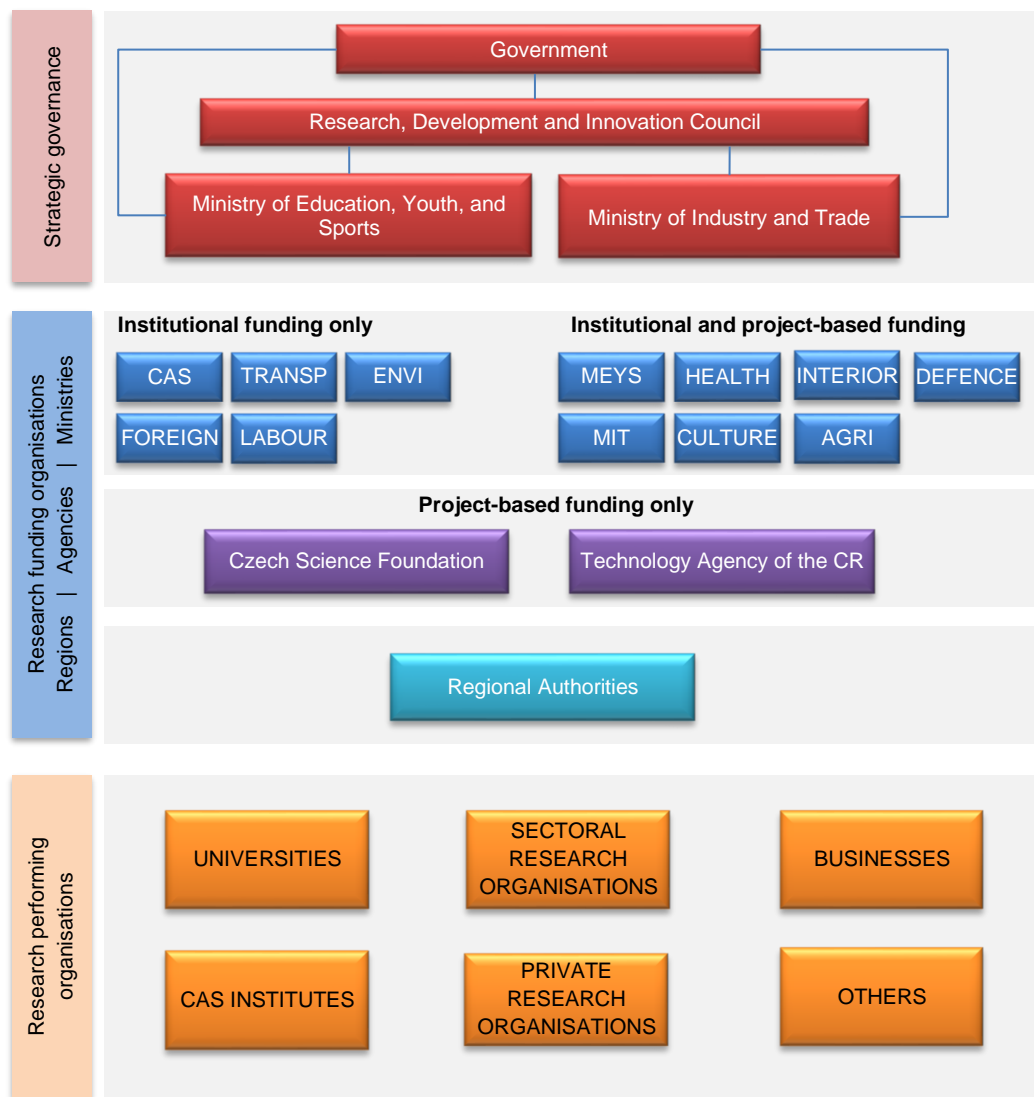 Strategic governance
Government
Research, Development and Innovation Council
Ministry of Education, Youth, and
Sports
Ministry of Industry and Trade
Research funding organisations
Regions | Agencies | Ministries
Institutional funding only
CAS
TRANSP
ENVI
FOREIGN
LABOUR
Institutional and project-based funding
MEYS
HEALTH
INTERIOR
DEFENCE
MIT
CULTURE
AGRI
Project-based funding only
Czech Science Foundation
Technology Agency of the CR
Regional Authorities
Research performing
organisations
UNIVERSITIES
SECTORAL
RESEARCH
ORGANISATIONS
BUSINESSES
CAS INSTITUTES
PRIVATE
RESEARCH
ORGANISATIONS
OTHERS